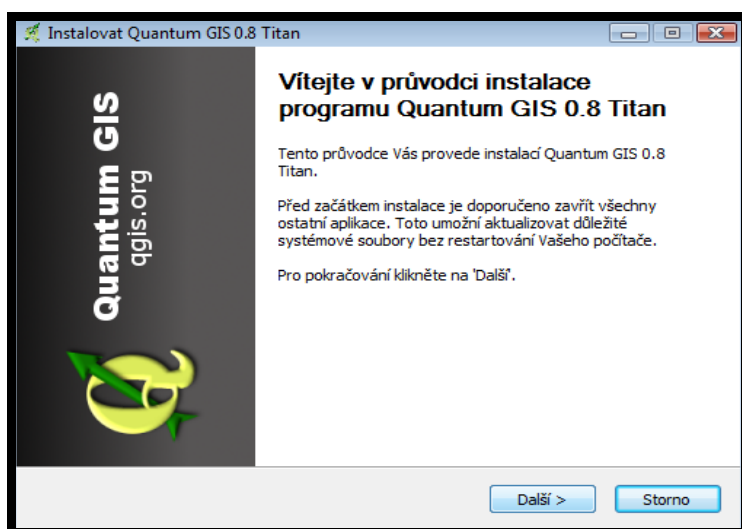 Instalovat Quantum GIS 0.8 Titan
Quantum GIS
qgis.org
Vítejte v průvodci instalace
programu Quantum GIS 0.8 Titan
Tento průvodce Vás provede instalací Quantum GIS 0.8
Titan.
Před začátkem instalace je doporučeno zavřít všechny
ostatní aplikace. Toto umožní aktualizovat důležité
systémové soubory bez restartování Vašeho počítače.
Pro pokračování klikněte na 'Další'.
Další >
Storno